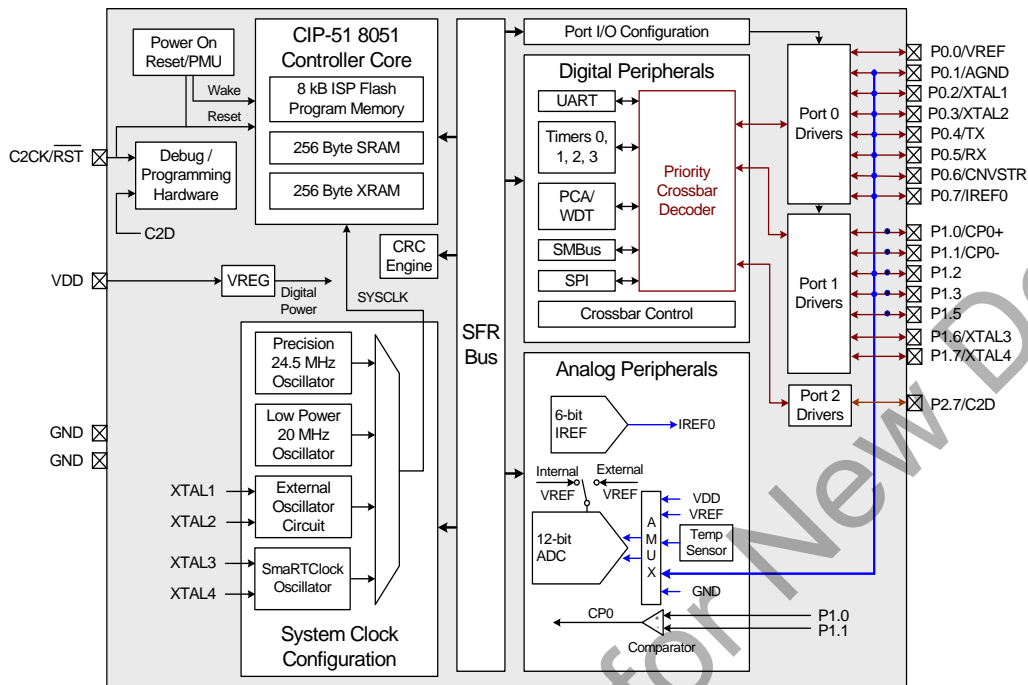 Power On
Reset/PMU
Wake
Reset
C2CK/RST
Debug /
Programming
Hardware
C2D
VDD
VREG
Digital
Power
GND
GND
CIP-51 8051
Controller Core
8 kB ISP Flash
Program Memory
256 Byte SRAM
256 Byte XRAM
CRC
Engine
SYSCLK
Precision
24.5 MHz
Oscillator
Low Power
20 MHz
Oscillator
XTAL1
XTAL2
External
Oscillator
Circuit
XTAL3
XTAL4
SmaRTClock
Oscillator
System Clock
Configuration
SFR
Bus
Port I/O Configuration
Digital Peripherals
UART
Timers 0,
1, 2, 3
PCA/
WDT
SMBus
SPI
Priority
Crossbar
Decoder
Crossbar Control
Analog Peripherals
6-bit
IREF
IREF0
Internal
External
VREF
VREF
12-bit
ADC
A
M
U
X
VDD
VREF
Temp
Sensor
GND
CP0
+
-
Comparator
P1.0
P1.1
Port 0
Drivers
Port 1
Drivers
Port 2
Drivers
P0.0/VREF
P0.1/AGND
P0.2/XTAL1
P0.3/XTAL2
P0.4/TX
P0.5/RX
P0.6/CNVSTR
P0.7/IREF0
P1.0/CP0+
P1.1/CP0-
P1.2
P1.3
P1.5
P1.6/XTAL3
P1.7/XTAL4
P2.7/C2D
for New De